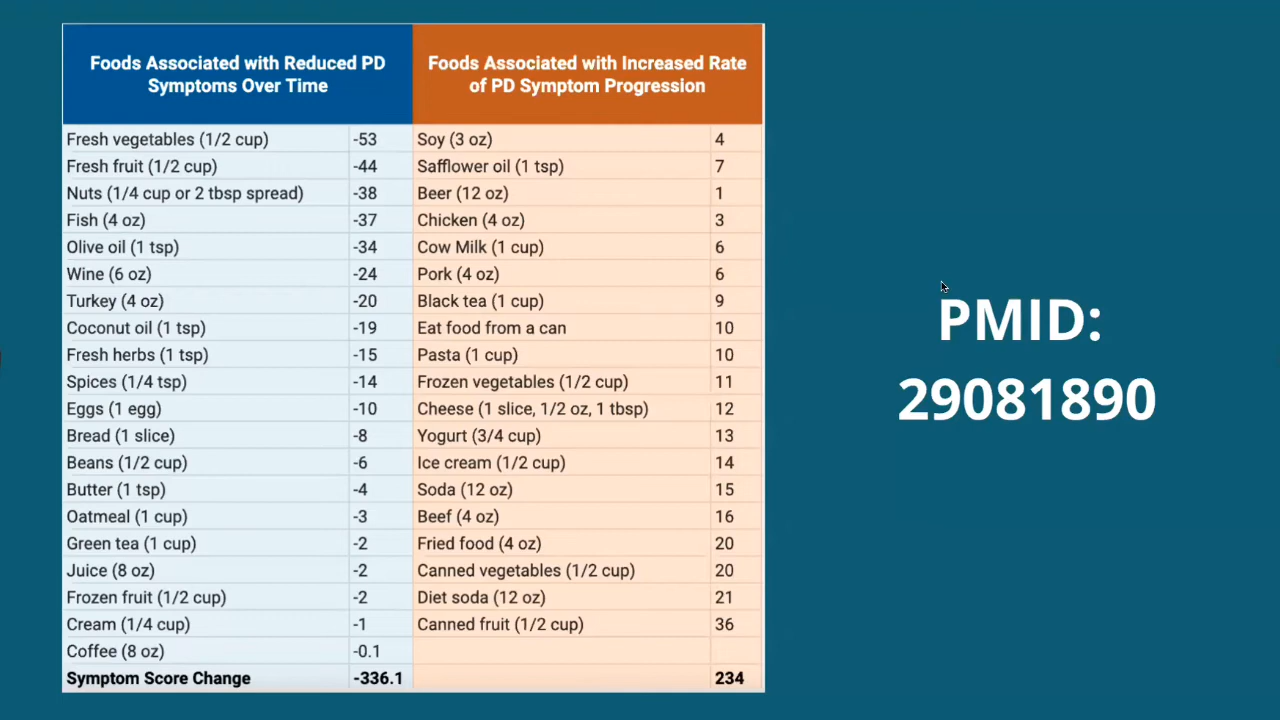 Foods Associated with Reduced PD
Symptoms Over Time
Foods Associated with Increased Rate
of PD Symptom Progression
Fresh vegetables (1/2 cup) -53 Soy (3 oz) 4
Fresh fruit (1/2 cup) -44 Safflower oil (1 tsp) 7
Nuts (1/4 cup or 2 tbsp spread) -38 Beer (12 oz) 1
Fish (4 oz) -37 Chicken (4 oz) 3
Olive oil (1 tsp) -34 Cow Milk (1 cup) 6
Wine (6 oz) -24 Pork (4 oz) 6
Turkey (4 oz) -20 Black tea (1 cup) 9
Coconut oil (1 tsp) -19 Eat food from a can 10
Fresh herbs (1 tsp) -15 Pasta (1 cup) 10
Spices (1/4 tsp) -14 Frozen vegetables (1/2 cup) 11
Eggs (1 egg) -10 Cheese (1 slice, 1/2 oz, 1 tbsp) 12
Bread (1 slice) -8 Yogurt (3/4 cup) 13
Beans (1/2 cup) -6 Ice cream (1/2 cup) 14
Butter (1 tsp) -4 Soda (12 oz) 15
Oatmeal (1 cup) -3 Beef (4 oz) 16
Green tea (1 cup) -2 Fried food (4 oz) 20
Juice (8 oz) -2 Canned vegetables (1/2 cup) 20
Frozen fruit (1/2 cup) -2 Diet soda (12 oz) 21
Cream (1/4 cup) -1 Canned fruit (1/2 cup) 36
Coffee (8 oz) -0.1
Symptom Score Change -336.1 234
PMID:
29081890